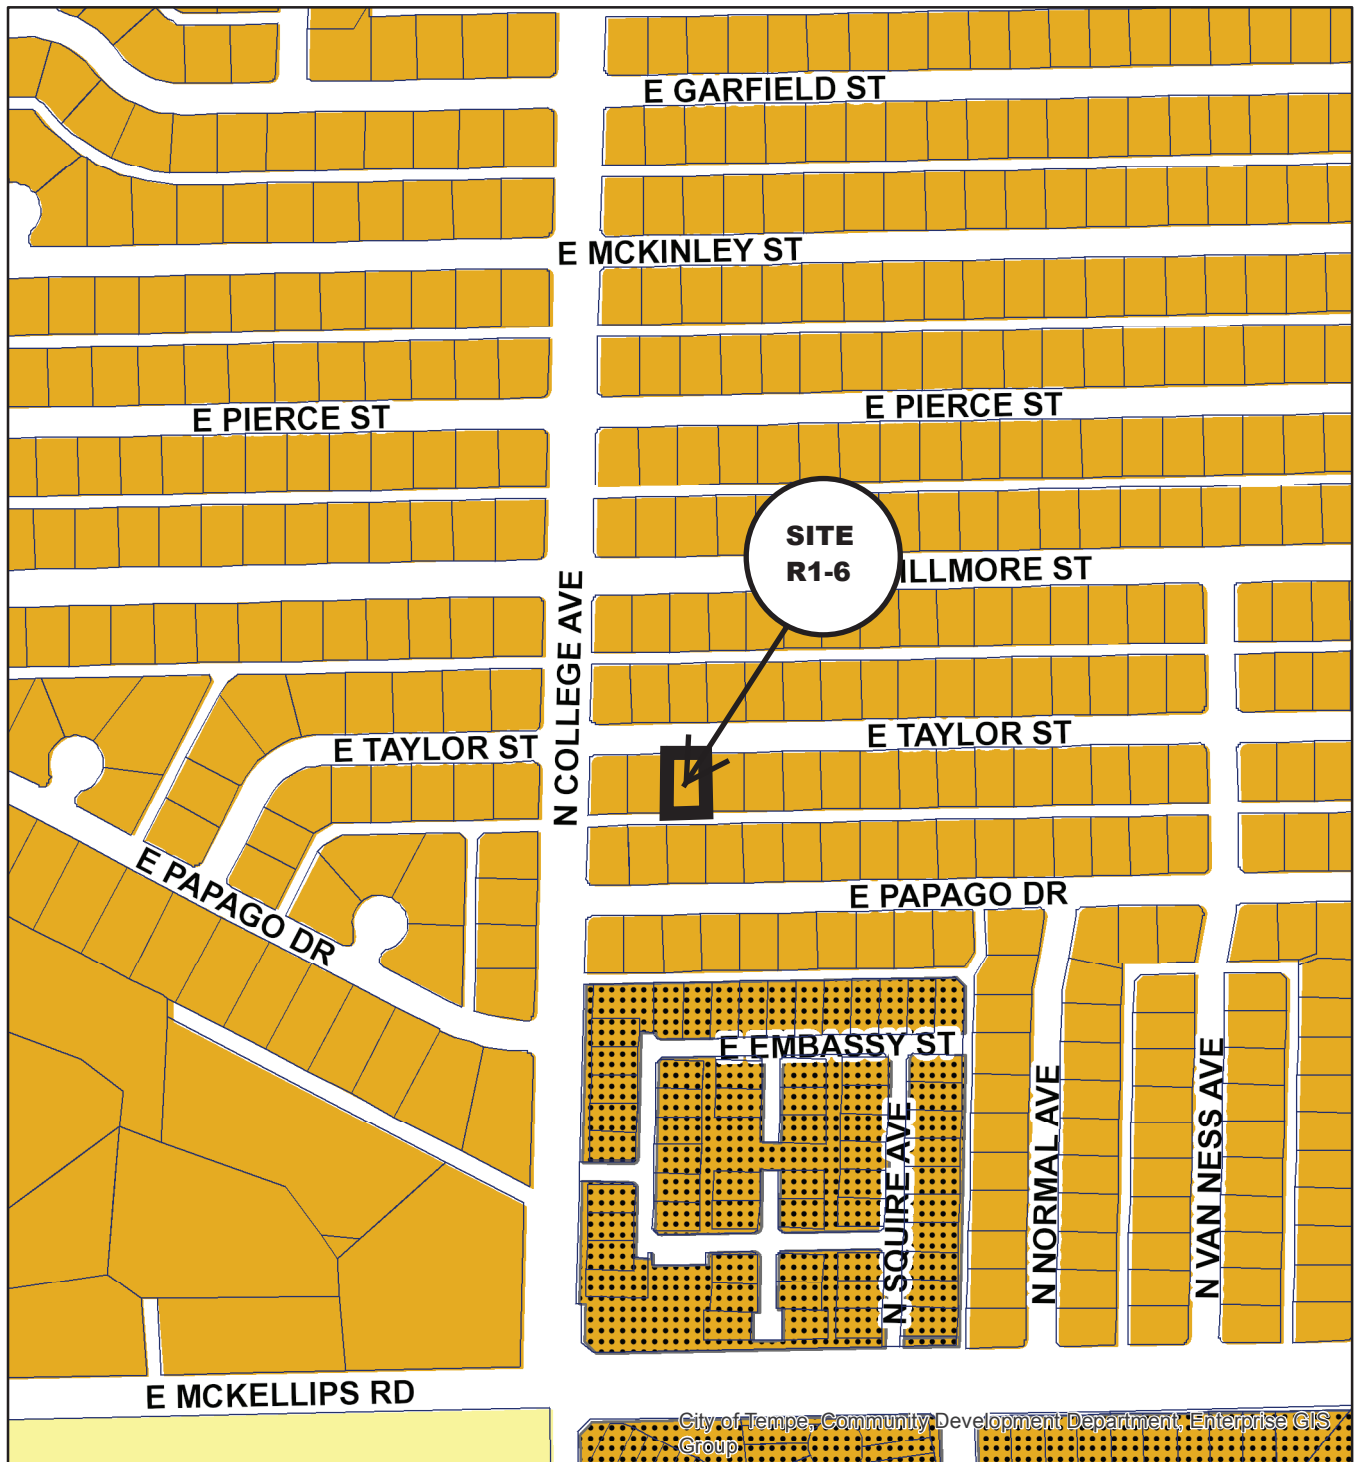 E GARFIELD ST
E MCKINLEY ST
E PIERCE ST
E PIERCE ST
SITE
R1-6
ILLMORE ST
N COLLEGE AVE
E TAYLOR ST
E TAYLOR ST
E PAPAGO DR
E PAPAGO DR
E EMBASSY ST
N SQUIRE AVE
N NORMAL AVE
N VAN NESS AVE
E MCKELLIPS RD
City of Tempe, Community Development Department, Enterprise GIS
Group